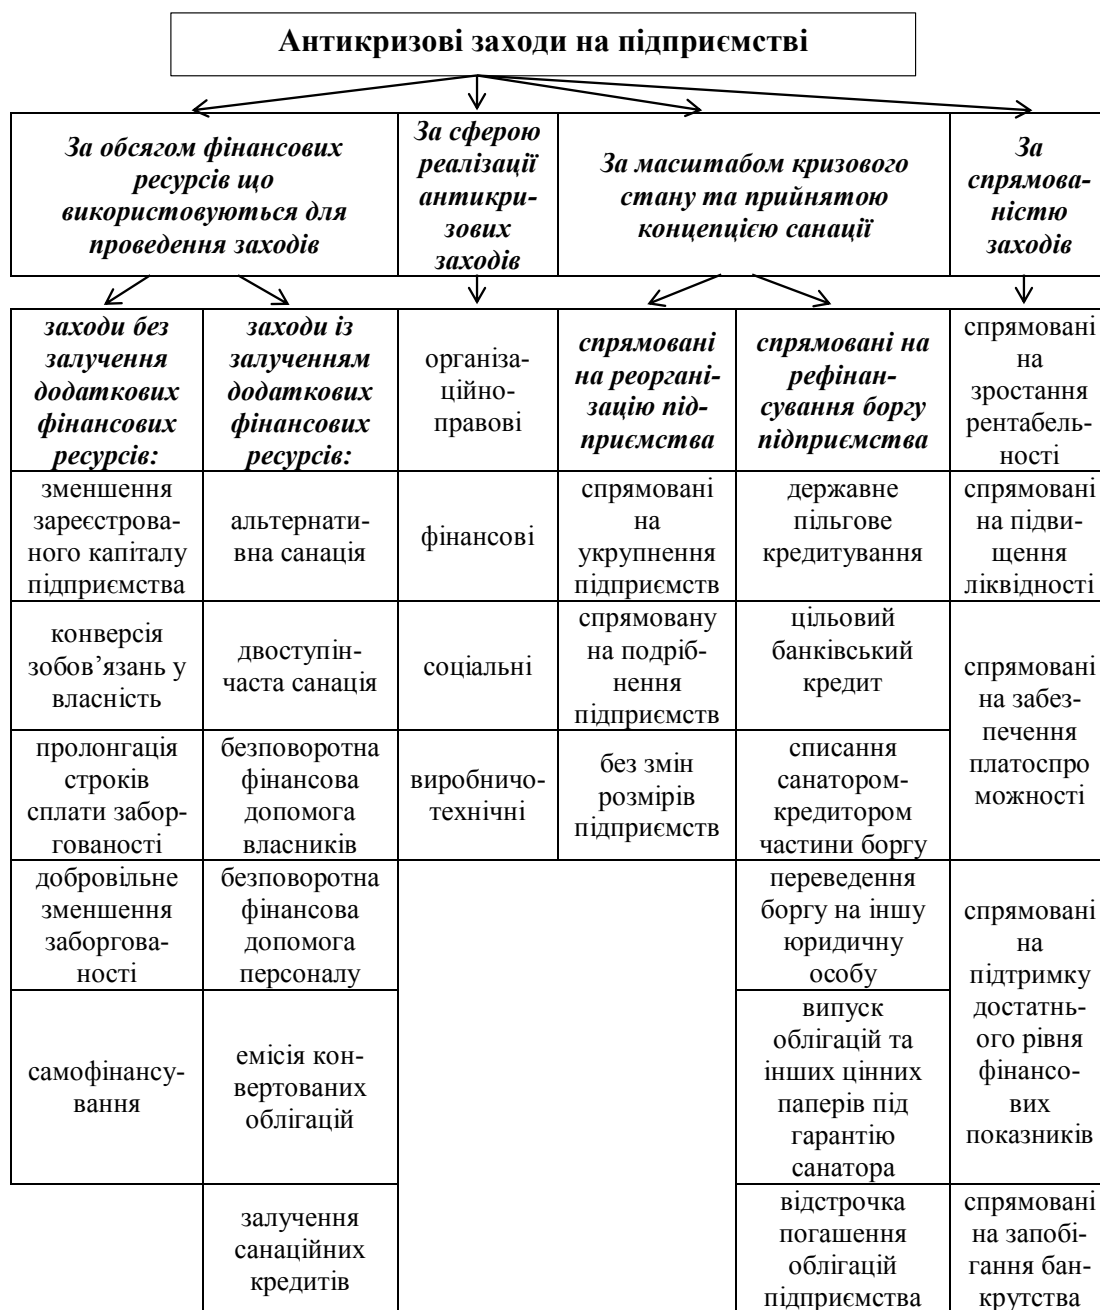 Антикризові заходи на підприємстві
За обсягом фінансових
ресурсів що
використовуються для
проведення заходів
За сферою
реалізації
антикри-
зових
заходів
За масштабом кризового
стану та прийнятою
концепцією санації
За
спрямова-
ністю
заходів
заходи без
залучення
додаткових
фінансових
ресурсів:
заходи із
залученням
додаткових
фінансових
ресурсів:
організа-
ційно-
правові
спрямовані
на реоргані-
зацію під-
приємства
спрямовані на
рефінан-
сування боргу
підприємства
спрямовані
на
зростання
рентабель-
ності
зменшення
зареєстрова-
ного капіталу
підприємства
альтернати-
вна санація
фінансові
спрямовані
на
укрупнення
підприємств
державне
пільгове
кредитування
спрямовані
на підви-
щення
ліквідності
конверсія
зобов’язань у
власність
двоступін-
часта санація
соціальні
спрямовану
на подріб-
нення
підприємств
цільовий
банківський
кредит
спрямовані
на забез-
печення
платоспро
можності
пролонгація
строків
сплати забор-
гованості
безповоротна
фінансова
допомога
власників
виробничо-
технічні
без змін
розмірів
підприємств
списання
санатором-
кредитором
частини боргу
добровільне
зменшення
заборгова-
ності
безповоротна
фінансова
допомога
персоналу
переведення
боргу на іншу
юридичну
особу
спрямовані
на
підтримку
достатнь-
ого рівня
фінансо-
вих
показників
самофінансу-
вання
емісія кон-
вертованих
облігацій
випуск
облігацій та
інших цінних
паперів під
гарантію
санатора
залучення
санаційних
кредитів
відстрочка
погашення
облігацій
підприємства
спрямовані
на запобі-
гання бан-
крутства